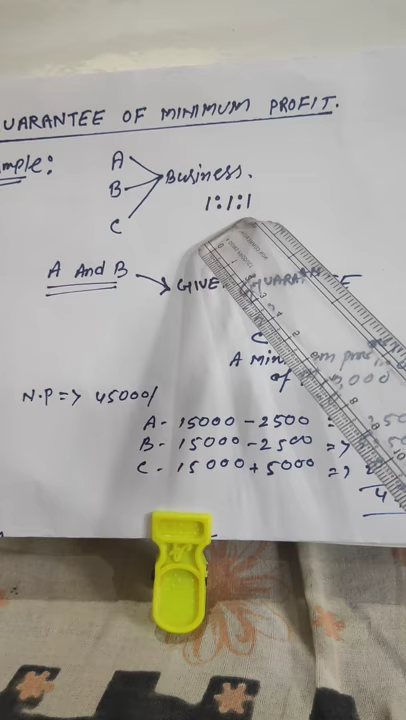 UARANTEE OF MINIMUM PROFIT.
mple:
A
B
Business.
C
1:1:1
A And B
GIVE
C
A Min
of
N.P => 45000/
A - 15000 - 2500 =
B - 15000 - 2500 =>
C - 15000 + 5000 =>